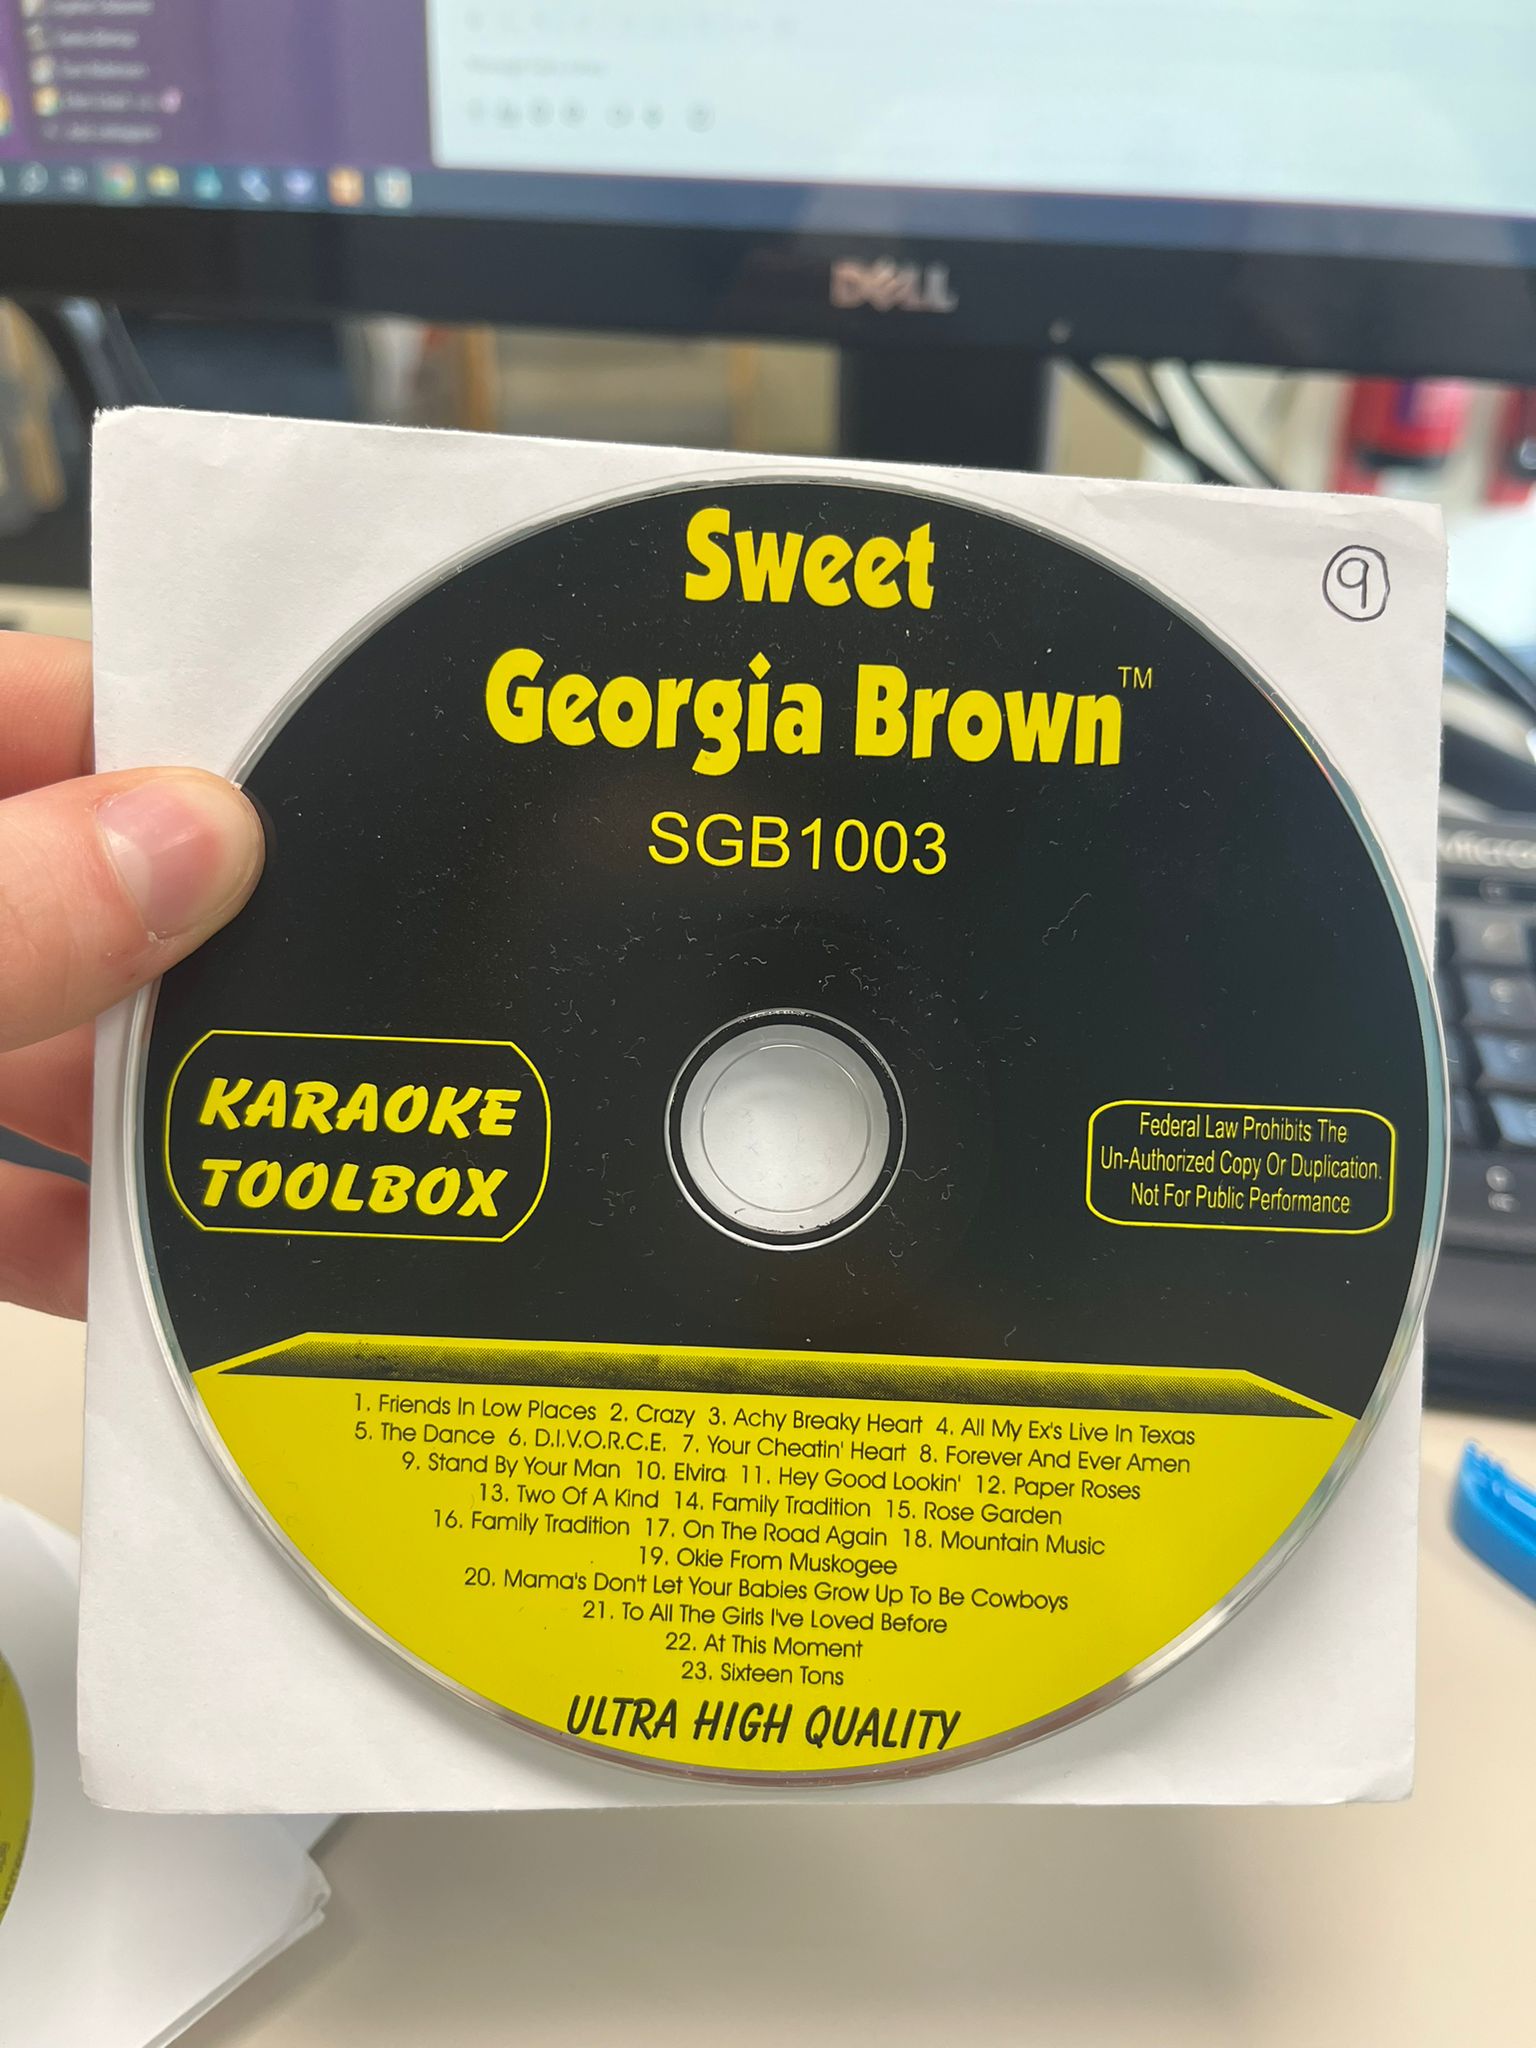 DELL
9
Sweet
Georgia Brown™
SGB1003
KARAOKE
TOOLBOX
Federal Law Prohibits The
Un-Authorized Copy Or Duplication.
Not For Public Performance
1. Friends In Low Places 2. Crazy 3. Achy Breaky Heart 4. All My Ex's Live In Texas
5. The Dance 6. D.I.V.O.R.C.E. 7. Your Cheatin' Heart 8. Forever And Ever Amen
9. Stand By Your Man 10. Elvira 11. Hey Good Lookin' 12. Paper Roses
13. Two Of A Kind 14. Family Tradition 15. Rose Garden
16. Family Tradition 17. On The Road Again 18. Mountain Music
19. Okie From Muskogee
20. Mama's Don't Let Your Babies Grow Up To Be Cowboys
21. To All The Girls I've Loved Before
22. At This Moment
23. Sixteen Tons
ULTRA HIGH QUALITY